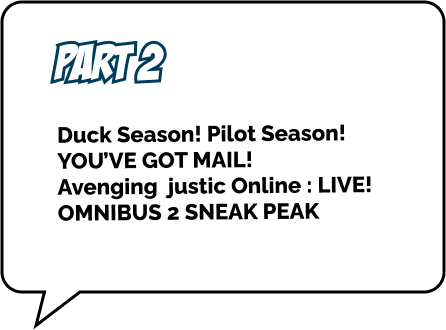 PART 2
Duck Season! Pilot Season!
YOU'VE GOT MAIL!
Avenging justic Online : LIVE!
OMNIBUS 2 SNEAK PEAK